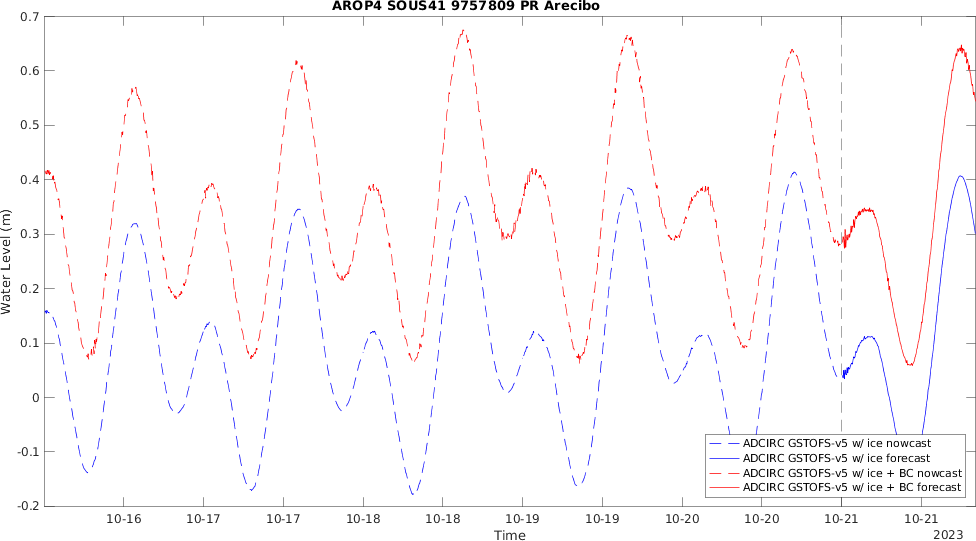 AROP4 SOUS41 9757809 PR Arecibo
0.7
0.6
0.5
0.4
0.3
0.2
0.1
0
-0.1
-0.2
Water Level (m)
ADCIRC GSTOFS-v5 w/ ice nowcast
ADCIRC GSTOFS-v5 w/ ice forecast
ADCIRC GSTOFS-v5 w/ ice + BC nowcast
ADCIRC GSTOFS-v5 w/ ice + BC forecast
10-16 10-17 10-17 10-18 10-18 10-19 10-19 10-20 10-20 10-21 10-21
Time
2023